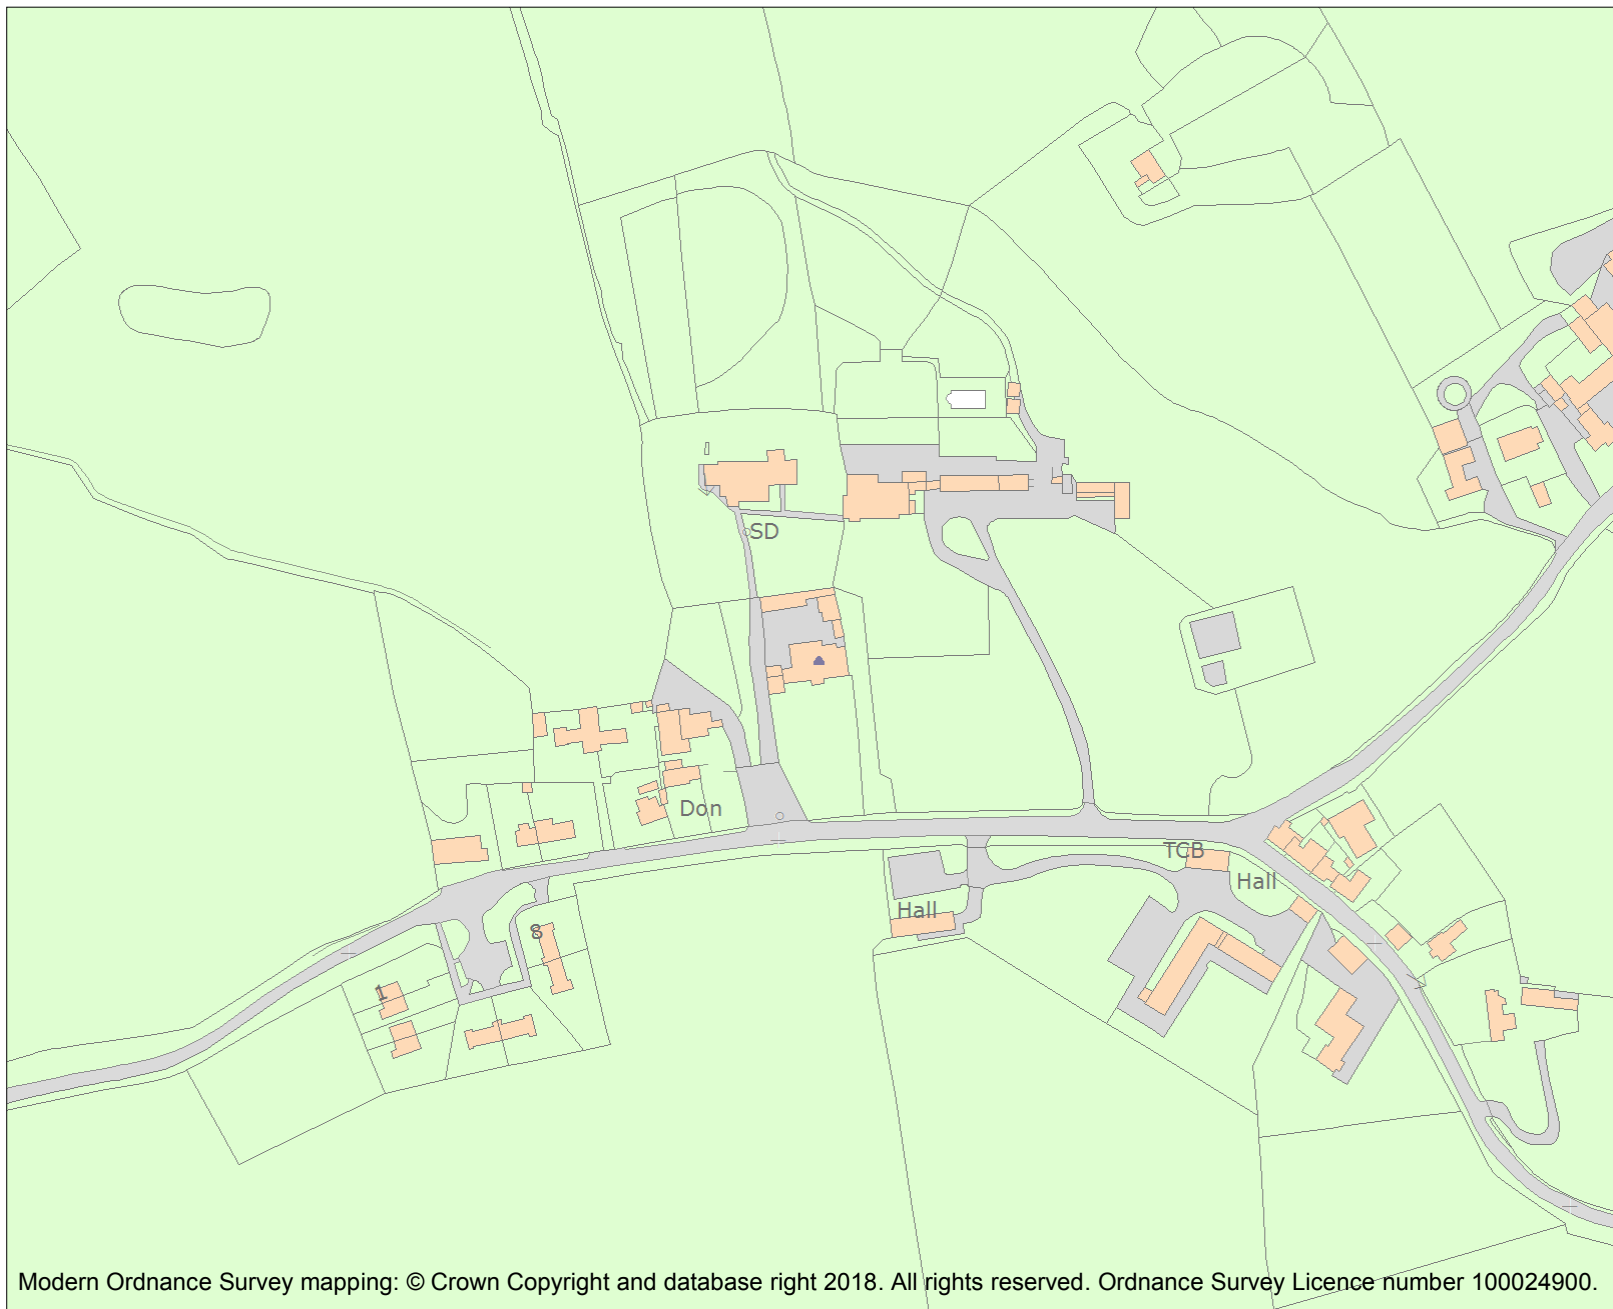 SD
Don
TCB
Hall
Hall
8
1
Modern Ordnance Survey mapping: © Crown Copyright and database right 2018. All rights reserved. Ordnance Survey Licence number 100024900.